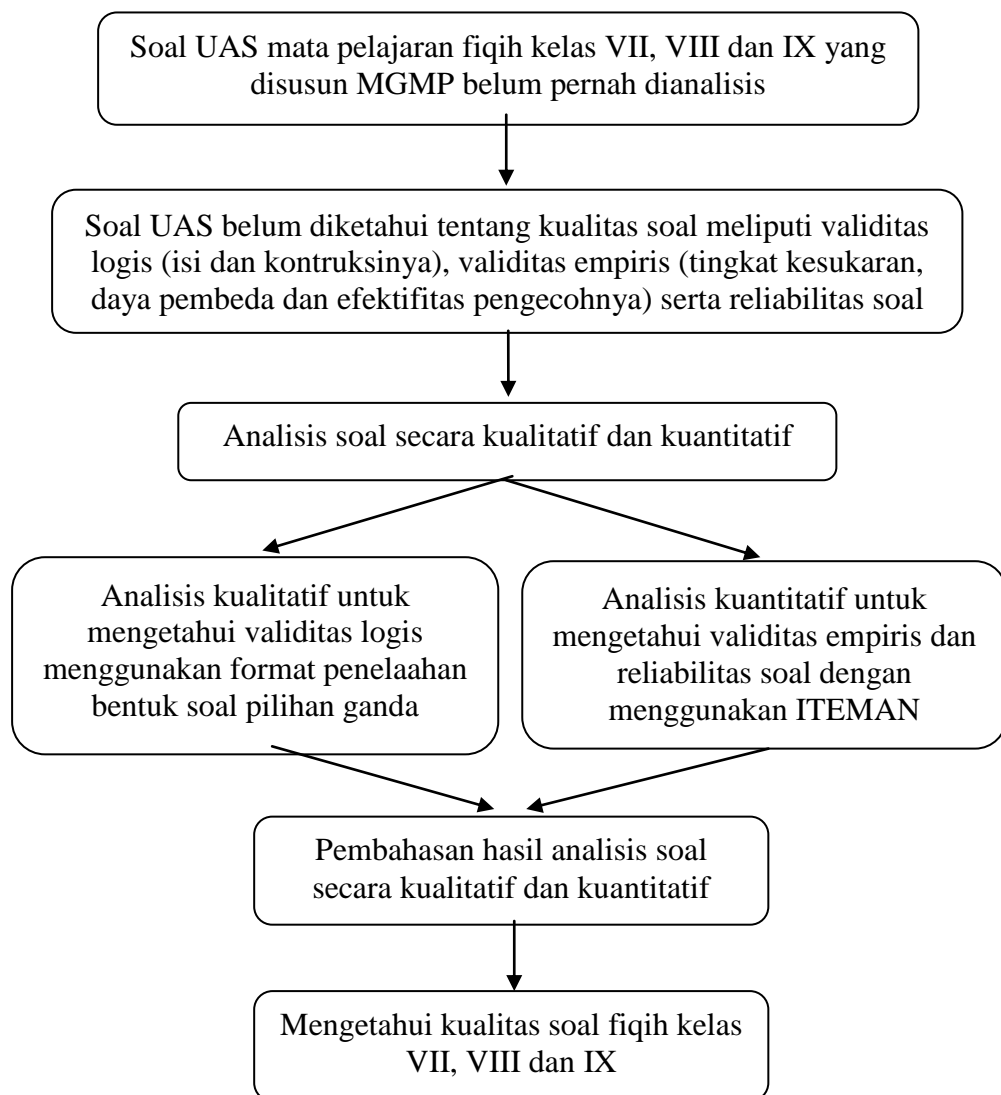 Soal UAS mata pelajaran fiqih kelas VII, VIII dan IX yang
disusun MGMP belum pernah dianalisis
Soal UAS belum diketahui tentang kualitas soal meliputi validitas
logis (isi dan kontruksinya), validitas empiris (tingkat kesukaran,
daya pembeda dan efektifitas pengecohnya) serta reliabilitas soal
Analisis soal secara kualitatif dan kuantitatif
Analisis kualitatif untuk
mengetahui validitas logis
menggunakan format penelaahan
bentuk soal pilihan ganda
Analisis kuantitatif untuk
mengetahui validitas empiris dan
reliabilitas soal dengan
menggunakan ITEMAN
Pembahasan hasil analisis soal
secara kualitatif dan kuantitatif
Mengetahui kualitas soal fiqih kelas
VII, VIII dan IX